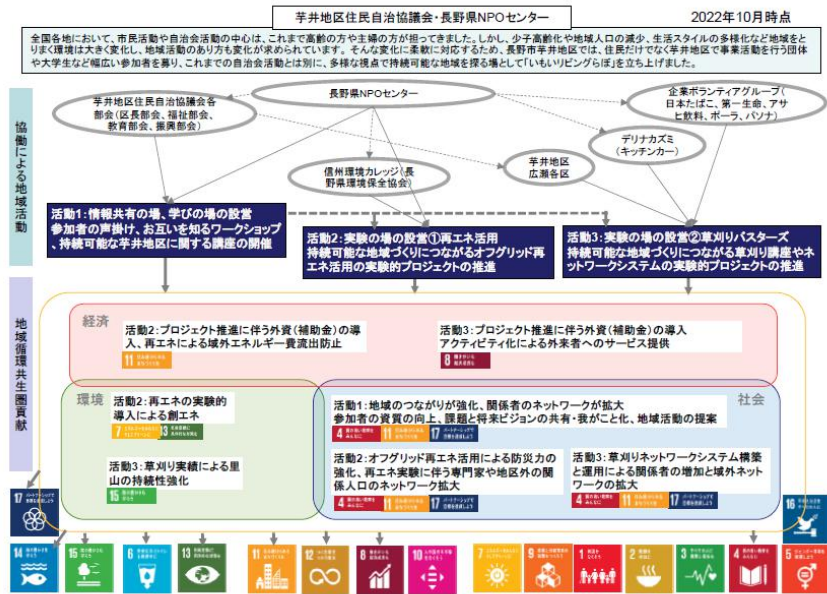 芋井地区住民自治協議会・長野県NPOセンター
2022年10月時点
全国各地において、市民活動や自治会活動の中心は、これまで高齢の方や主婦の方が担ってきました。しかし、少子高齢化や地域人口の減少、生活スタイルの多様化など地域を
とりまく環境は大きく変化し、地域活動のあり方も変化が求められています。そんな変化に柔軟に対応するため、長野市芋井地区では、住民だけでなく芋井地区で事業活動を行う団体
や大学生など幅広い参加者を募り、これまでの自治会活動とは別に、多様な視点で持続可能な地域を探る場として「いもいリビングらぼ」を立ち上げました。
協働による地域活動
芋井地区住民自治協議会各
部会(区長部会、福祉部会、
教育部会、振興部会)
長野県NPOセンター
企業ボランティアグループ(
日本たばこ、第一生命、アサ
ヒ飲料、ポーラ、パソナ)
信州環境カレッジ(長
野県環境保全協会)
芋井地区
広瀬各区
デリナカズミ
(キッチンカー)
活動1:情報共有の場、学びの場の設営
参加者の声掛け、お互いを知るワークショップ
、持続可能な芋井地区に関する講座の開催
活動2:実験の場の設営①再エネ活用
持続可能な地域づくりにつながるオフグリッド再
エネ活用の実験的プロジェクトの推進
活動3:実験の場の設営②草刈りバスターズ
持続可能な地域づくりにつながる草刈り講座やネ
ットワークシステムの実験的プロジェクトの推進
地域循環共生圏貢献
経済
活動2:プロジェクト推進に伴う外資(補助金)の導
入、再エネによる域外エネルギー費流出防止
11
活動3:プロジェクト推進に伴う外資(補助金)の導入
アクティビティ化による外来者へのサービス提供
8
環境
活動2:再エネの実験的
導入による創エネ
7
13
活動3:草刈り実績による里
山の持続性強化
15
社会
活動1:地域のつながりが強化、関係者のネットワークが拡大
参加者の資質の向上、課題と将来ビジョンの共有・我がこと化、地域活動の提案
4 11 17
活動2:オフグリッド再エネ活用による防災力の
強化、再エネ実験に伴う専門家や地区外の関
係人口のネットワーク拡大
4 11 17
活動3:草刈りネットワークシステム構築
と運用による関係者の増加と域外ネット
ワークの拡大
4 11 17
17
16
14
15
6
13
11
12
8
10
7
9
1
2
3
4
5